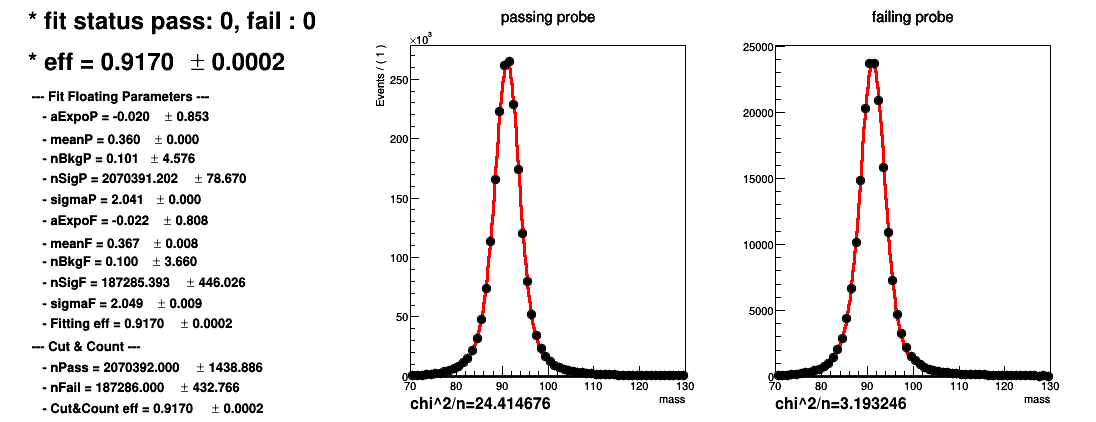 * fit status pass: 0, fail : 0
* eff = 0.9170 ± 0.0002
--- Fit Floating Parameters ---
- aExpoP = -0.020 ± 0.853
- meanP = 0.360 ± 0.000
- nBkgP = 0.101 ± 4.576
- nSigP = 2070391.202 ± 78.670
- sigmaP = 2.041 ± 0.000
- aExpoF = -0.022 ± 0.808
- meanF = 0.367 ± 0.008
- nBkgF = 0.100 ± 3.660
- nSigF = 187285.393 ± 446.026
- sigmaF = 2.049 ± 0.009
- Fitting eff = 0.9170 ± 0.0002
--- Cut & Count ---
- nPass = 2070392.000 ± 1438.886
- nFail = 187286.000 ± 432.766
- Cut&Count eff = 0.9170 ± 0.0002
passing probe
×10³
Events / ( 1 )
250
200
150
100
50
0
70 80 90 100 110 120 130
mass
chi^2/n=24.414676
failing probe
25000
20000
15000
10000
5000
0
70 80 90 100 110 120 130
mass
chi^2/n=3.193246